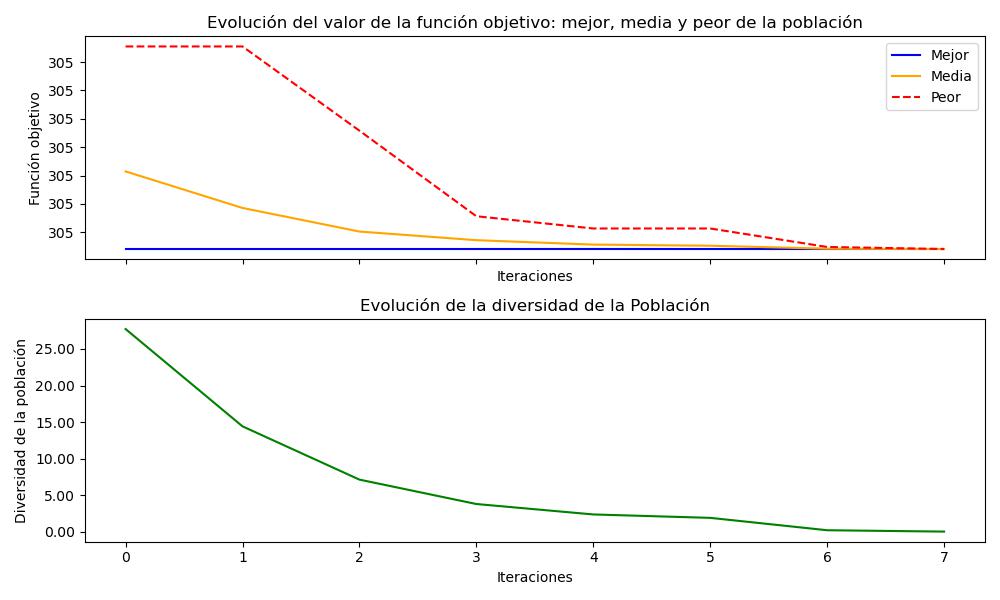 Evolución del valor de la función objetivo: mejor, media y peor de la población
Función objetivo
305
305
305
305
305
305
305
Mejor
Media
Peor
Iteraciones
Evolución de la diversidad de la Población
Diversidad de la población
25.00
20.00
15.00
10.00
5.00
0.00
0 1 2 3 4 5 6 7
Iteraciones